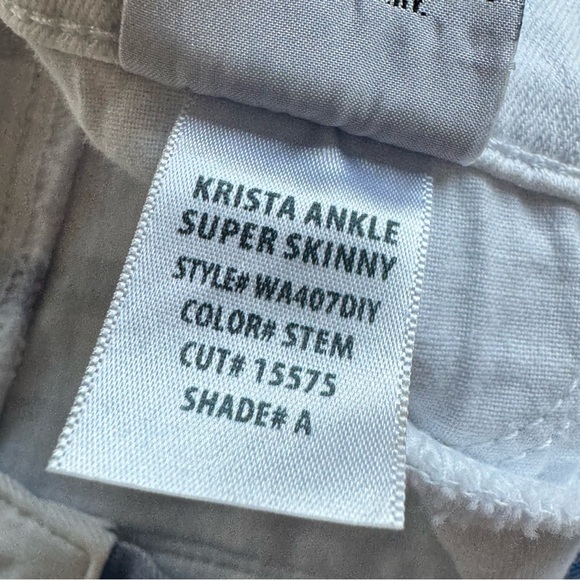 KRISTA ANKLE
SUPER SKINNY
STYLE# WA407DIY
COLOR# STEM
CUT# 15575
SHADE# A